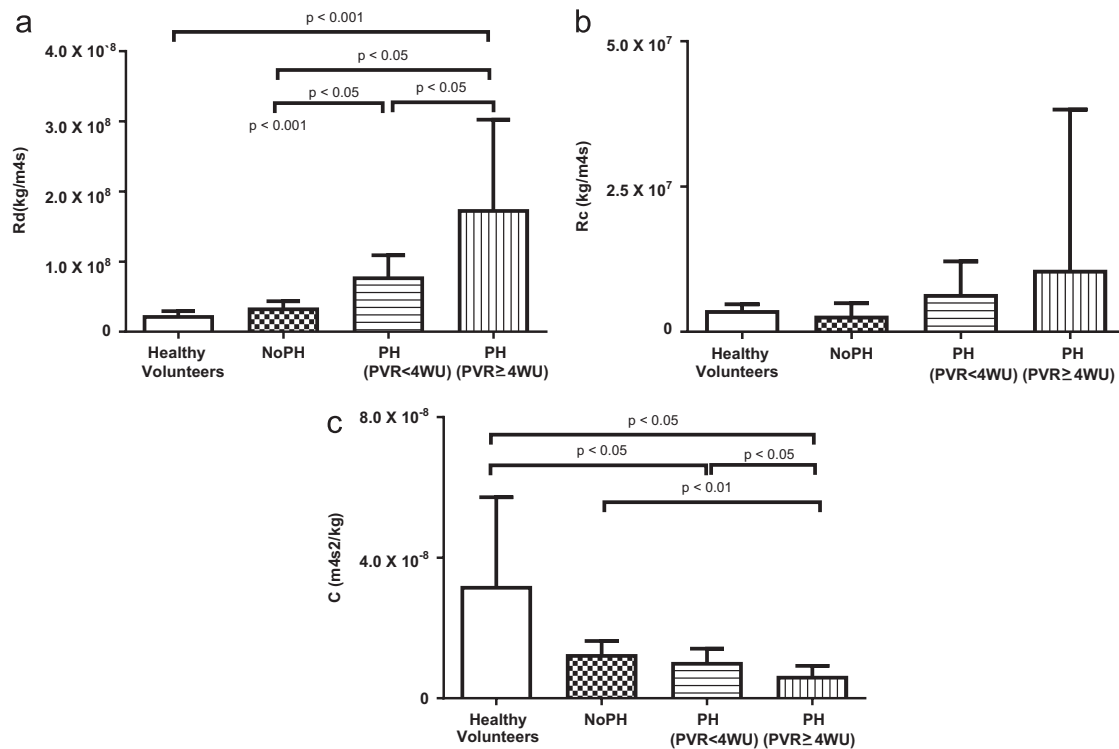 a
p < 0.001
4.0 X 10⁻⁸
p < 0.05
p < 0.05
p < 0.05
3.0 X 10⁸
p < 0.001
Rd(kg/m4s)
2.0 X 10⁸
1.0 X 10⁸
0
Healthy Volunteers
NoPH
PH (PVR<4WU)
PH (PVR≥4WU)
b
5.0 X 10⁷
Rc (kg/m4s)
2.5 X 10⁷
0
Healthy Volunteers
NoPH
PH (PVR<4WU)
PH (PVR≥4WU)
c
8.0 X 10⁻⁸
p < 0.05
p < 0.05
p < 0.05
p < 0.01
C (m4s2/kg)
4.0 X 10⁻⁸
0
Healthy Volunteers
NoPH
PH (PVR<4WU)
PH (PVR≥4WU)